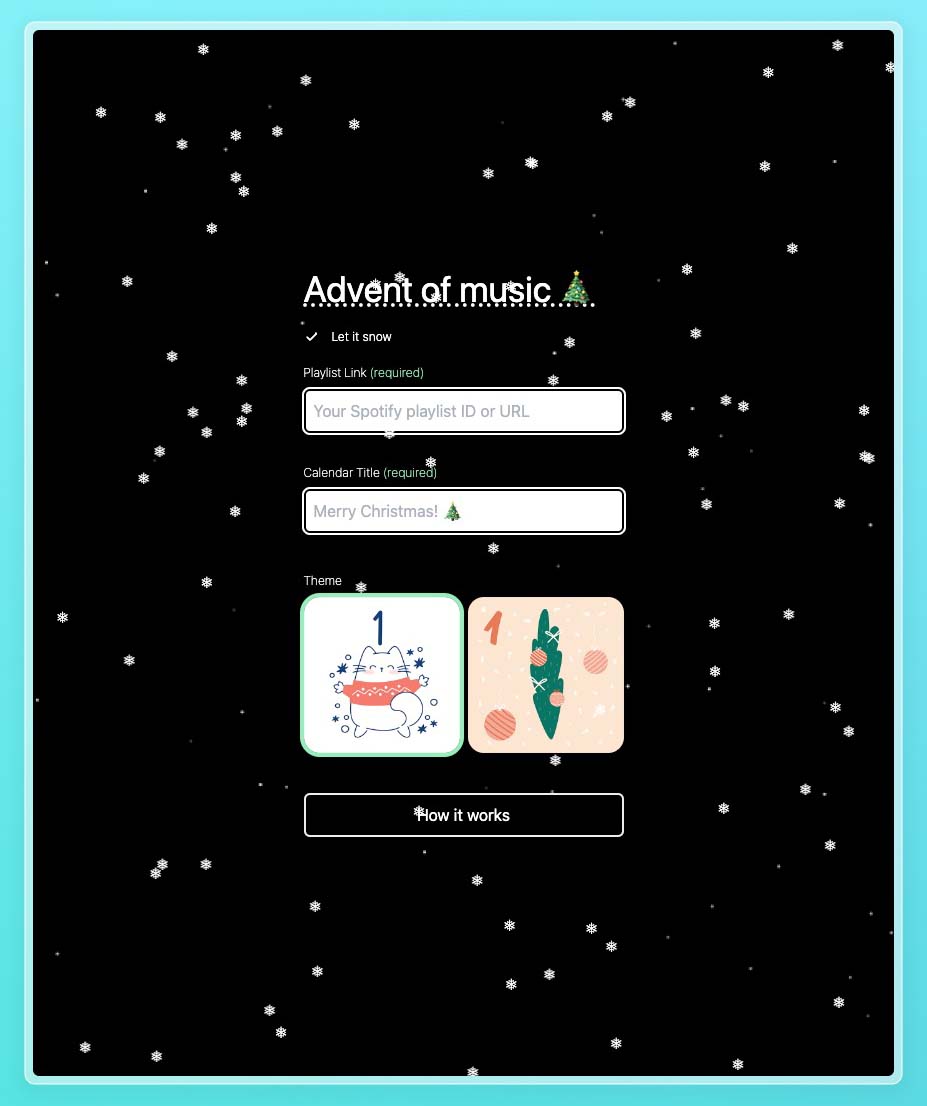 Advent of music 🎄
Let it snow
Playlist Link (required)
Your Spotify playlist ID or URL
Calendar Title (required)
Merry Christmas! 🎄
Theme
1
1
How it works